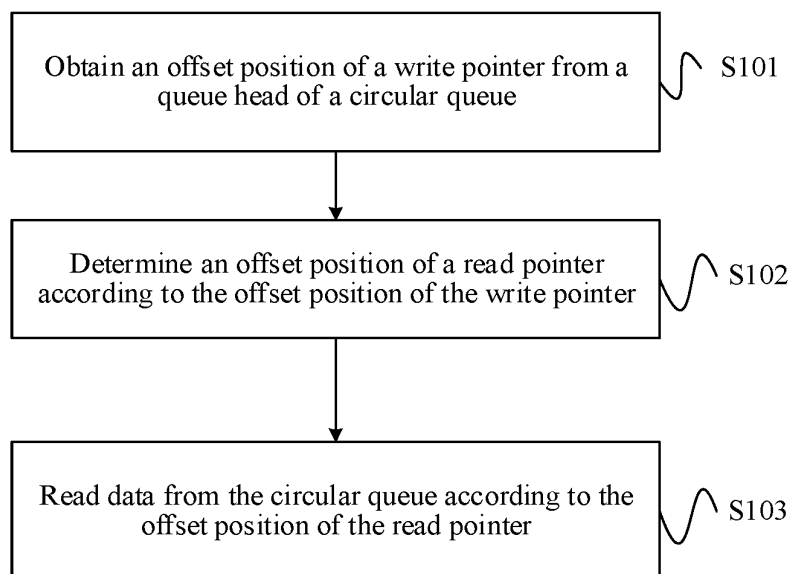 Obtain an offset position of a write pointer from a
queue head of a circular queue
S101
Determine an offset position of a read pointer
according to the offset position of the write pointer
S102
Read data from the circular queue according to the
offset position of the read pointer
S103